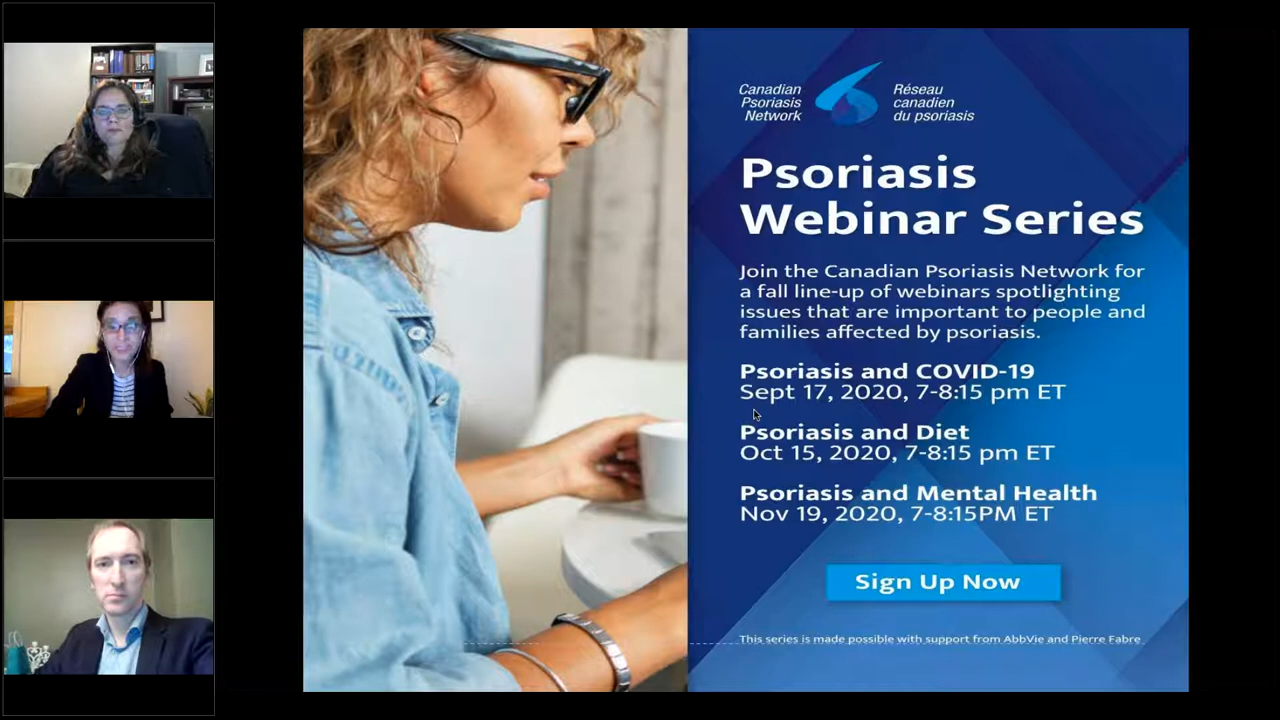 Canadian
Psoriasis
Network
Réseau
canadien
du psoriasis
Psoriasis
Webinar Series
Join the Canadian Psoriasis Network for
a fall line-up of webinars spotlighting
issues that are important to people and
families affected by psoriasis.
Psoriasis and COVID-19
Sept 17, 2020, 7-8:15 pm ET
Psoriasis and Diet
Oct 15, 2020, 7-8:15 pm ET
Psoriasis and Mental Health
Nov 19, 2020, 7-8:15PM ET
Sign Up Now
This series is made possible with support from AbbVie and Pierre Fabre